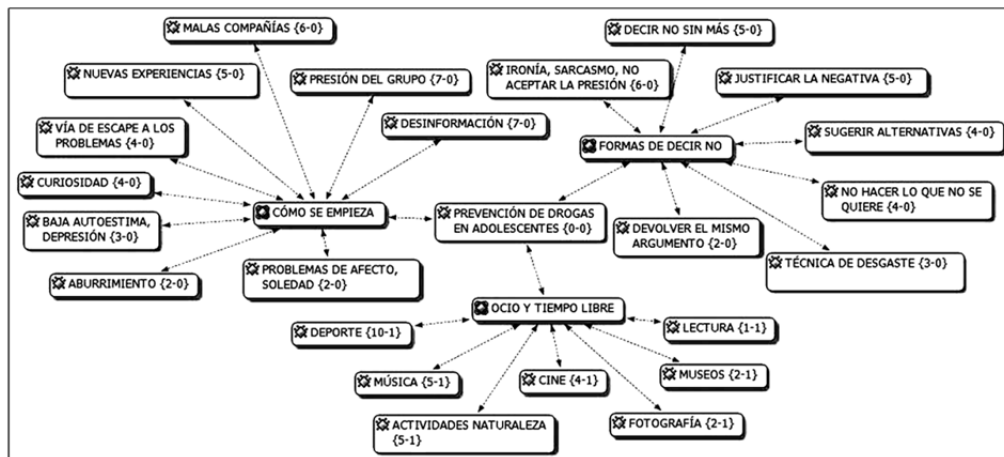 MALAS COMPAÑÍAS {6-0}
DECIR NO SIN MÁS {5-0}
NUEVAS EXPERIENCIAS {5-0}
PRESIÓN DEL GRUPO {7-0}
IRONÍA, SARCASMO, NO
ACEPTAR LA PRESIÓN
{6-0}
JUSTIFICAR LA NEGATIVA {5-0}
VÍA DE ESCAPE A LOS
PROBLEMAS {4-0}
DESINFORMACIÓN {7-0}
FORMAS DE DECIR NO
SUGERIR ALTERNATIVAS {4-0}
CURIOSIDAD {4-0}
NO HACER LO QUE NO SE
QUIERE {4-0}
BAJA AUTOESTIMA,
DEPRESIÓN {3-0}
CÓMO SE EMPIEZA
PREVENCIÓN DE DROGAS
EN ADOLESCENTES {0-0}
DEVOLVER EL MISMO
ARGUMENTO {2-0}
TÉCNICA DE DESGASTE {3-0}
ABURRIMIENTO {2-0}
PROBLEMAS DE AFECTO,
SOLEDAD {2-0}
OCIO Y TIEMPO LIBRE
DEPORTE {10-1}
LECTURA {1-1}
MÚSICA {5-1}
CINE {4-1}
MUSEOS {2-1}
ACTIVIDADES NATURALEZA
{5-1}
FOTOGRAFÍA {2-1}